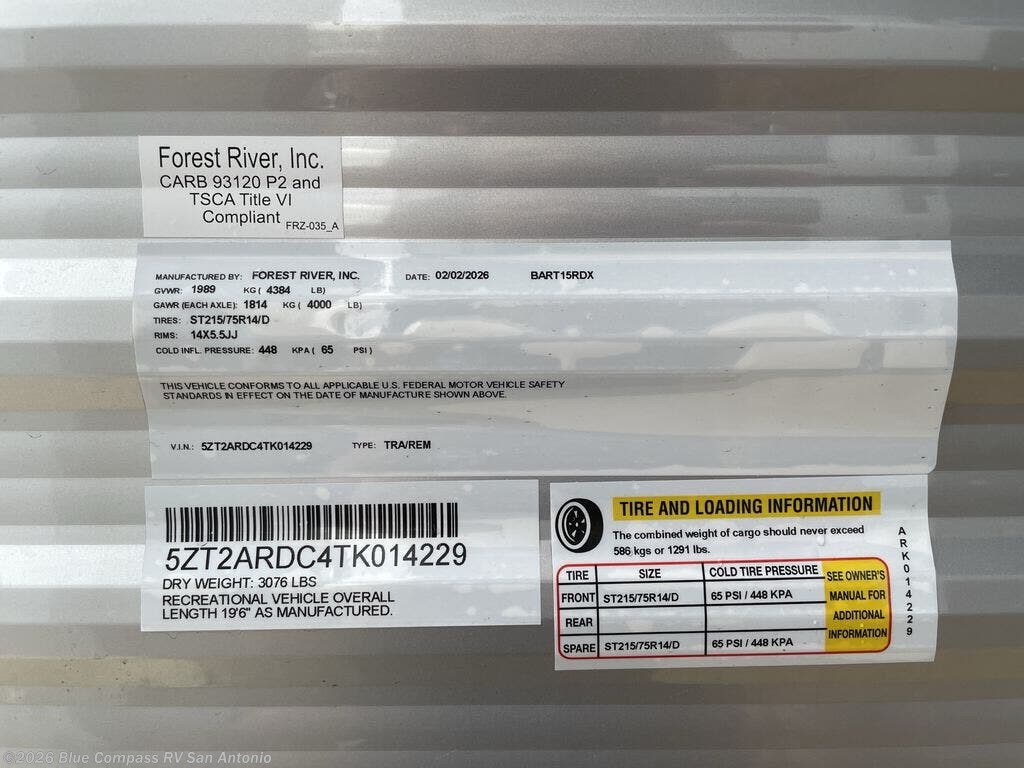 Forest River, Inc.
CARB 93120 P2 and
TSCA Title VI
Compliant
FRZ-035_A
MANUFACTURED BY: FOREST RIVER, INC. DATE: 02/02/2026 BART15RDX
GVWR: 1989 KG ( 4384 LB)
GAWR (EACH AXLE): 1814 KG ( 4000 LB)
TIRES: ST215/75R14/D
RIMS: 14X5.5JJ
COLD INFL. PRESSURE: 448 KPA ( 65 PSI )
THIS VEHICLE CONFORMS TO ALL APPLICABLE U.S. FEDERAL MOTOR VEHICLE SAFETY
STANDARDS IN EFFECT ON THE DATE OF MANUFACTURE SHOWN ABOVE.
V.I.N.: 5ZT2ARDC4TK014229 TYPE: TRA/REM
5ZT2ARDC4TK014229
DRY WEIGHT: 3076 LBS
RECREATIONAL VEHICLE OVERALL
LENGTH 19'6" AS MANUFACTURED.
TIRE AND LOADING INFORMATION
The combined weight of cargo should never exceed
586 kgs or 1291 lbs.
TIRE SIZE COLD TIRE PRESSURE
FRONT ST215/75R14/D 65 PSI / 448 KPA
REAR
SPARE ST215/75R14/D 65 PSI / 448 KPA
SEE OWNER'S
MANUAL FOR
ADDITIONAL
INFORMATION
ARK014229
©2026 Blue Compass RV San Antonio